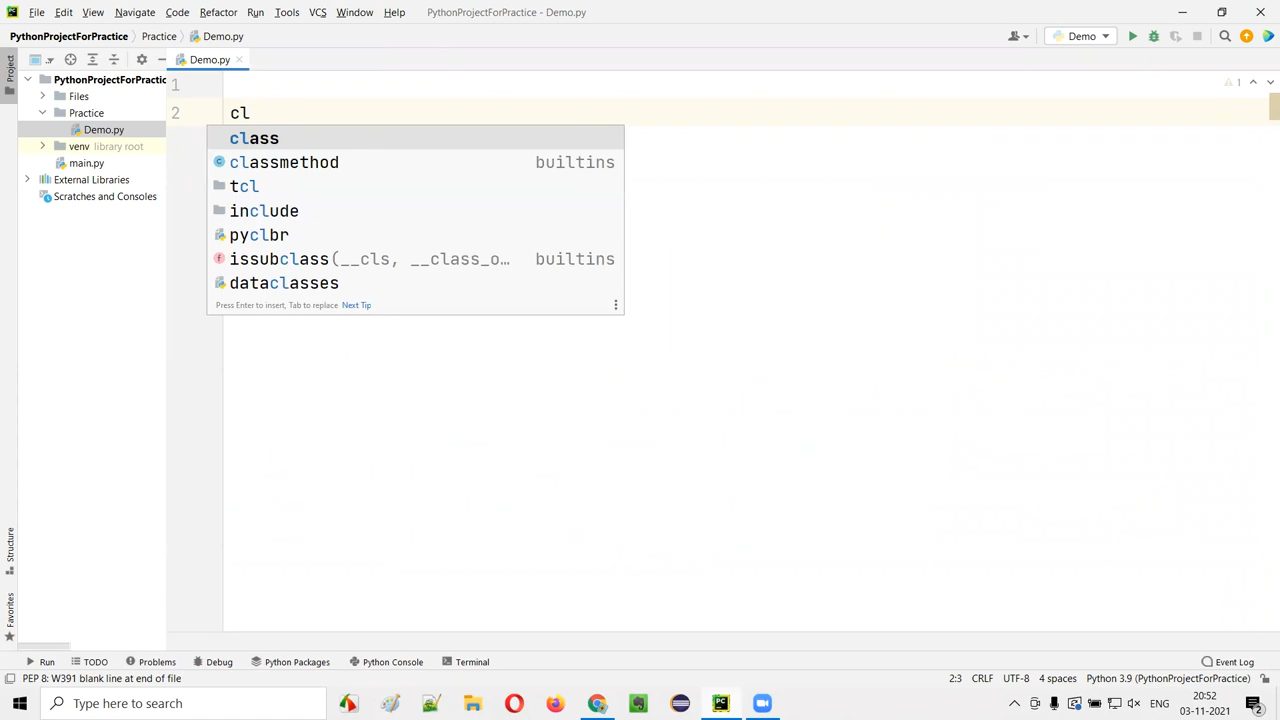 File Edit View Navigate Code Refactor Run Tools VCS Window Help PythonProjectForPractice - Demo.py
PythonProjectForPractice Practice Demo.py Demo
Project
Demo.py
PythonProjectForPractic
Files
Practice
Demo.py
venv library root
main.py
External Libraries
Scratches and Consoles
1
1
2 cl
class
classmethod builtins
tcl
include
pyclbr
issubclass(__cls, __class_o… builtins
dataclasses
Press Enter to insert, Tab to replace Next Tip
Structure
Favorites
Run TODO Problems Debug Python Packages Python Console Terminal Event Log
PEP 8: W391 blank line at end of file 2:3 CRLF UTF-8 4 spaces Python 3.9 (PythonProjectForPractice)
Type here to search ENG 20:52
03-11-2021 2